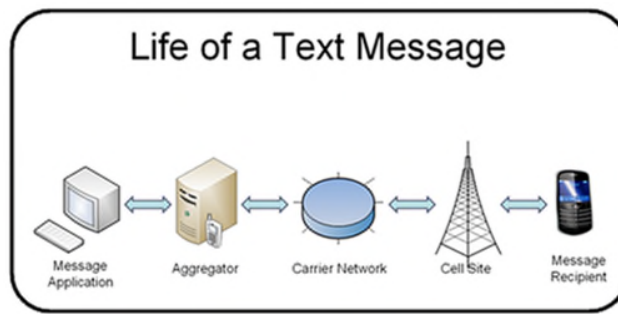 Life of a Text Message
Message
Application
Aggregator
Carrier Network
Cell Site
Message
Recipient